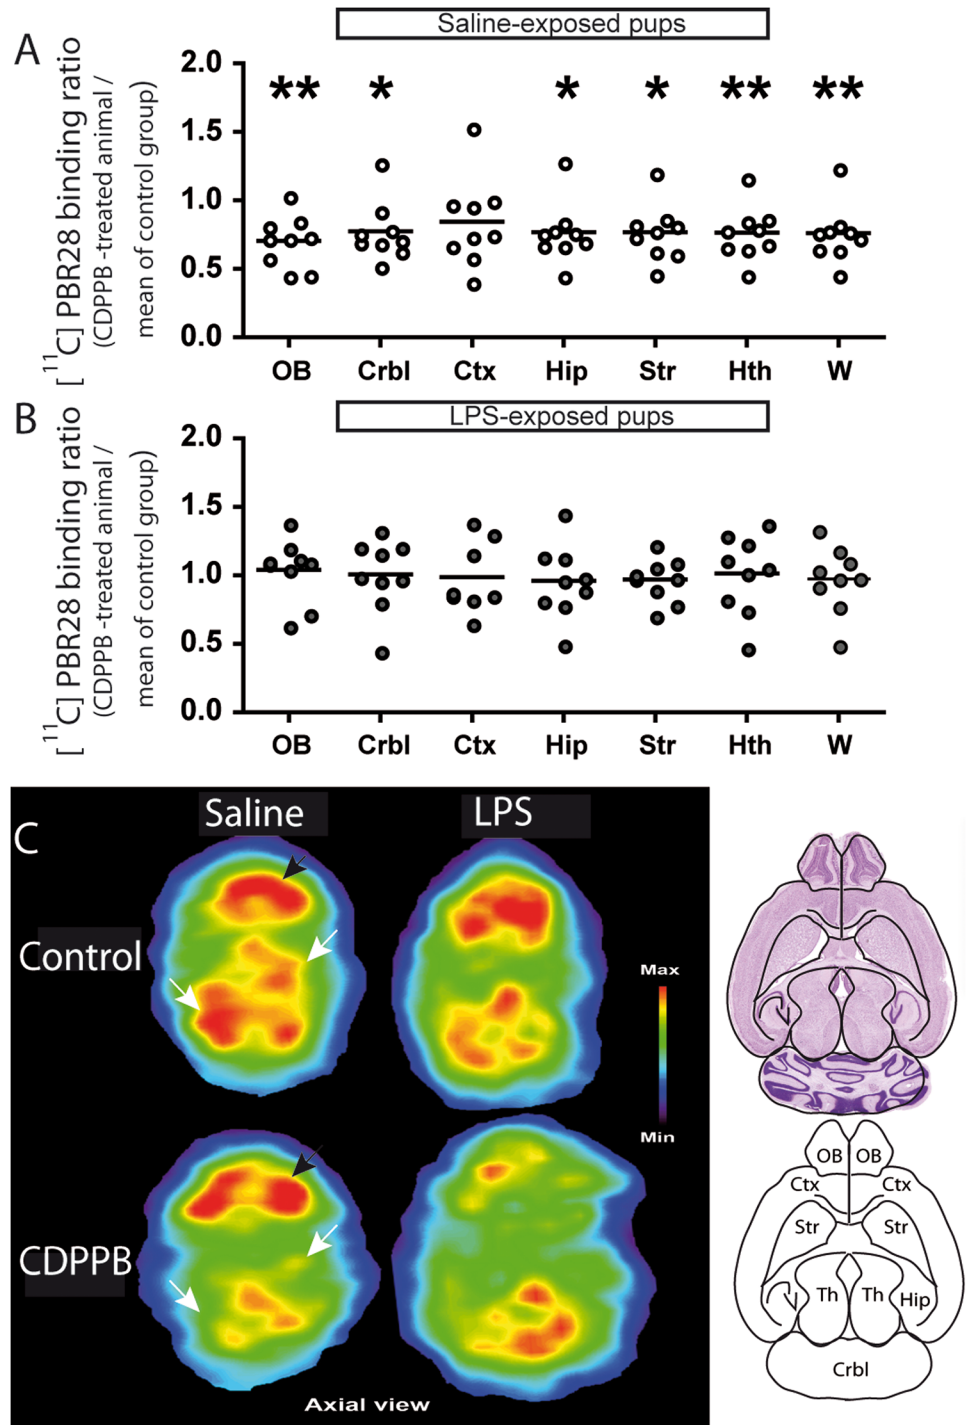 A
Saline-exposed pups
[¹¹C] PBR28 binding ratio
(CDPPB -treated animal /
mean of control group)
2.0
1.5
1.0
0.5
0.0
** * * * ** **
OB Crbl Ctx Hip Str Hth W
B
LPS-exposed pups
[¹¹C] PBR28 binding ratio
(CDPPB -treated animal /
mean of control group)
2.0
1.5
1.0
0.5
0.0
OB Crbl Ctx Hip Str Hth W
C
Saline LPS
Control
CDPPB
Max
Min
Axial view
OB OB
Ctx Ctx
Str Str
Th Th Hip
Crbl